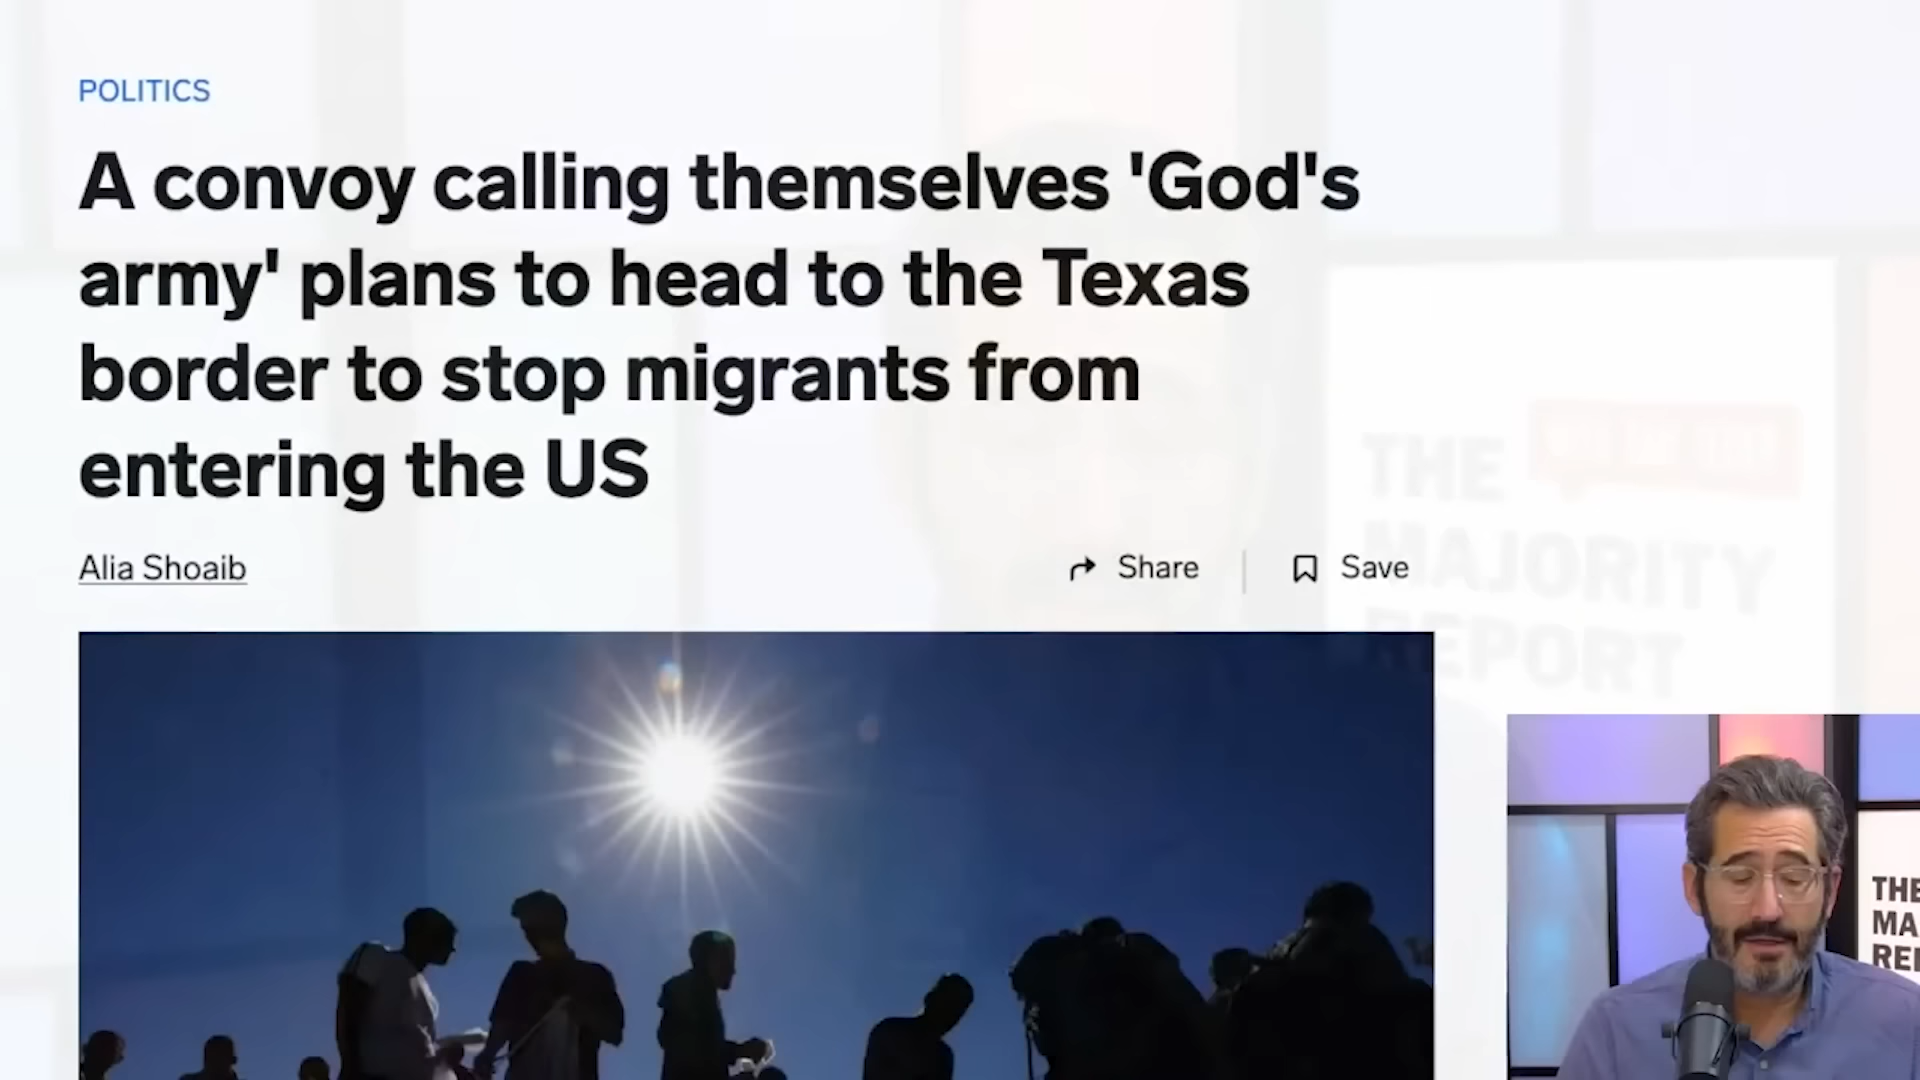 POLITICS
A convoy calling themselves 'God's
army' plans to head to the Texas
border to stop migrants from
entering the US
Alia Shoaib
Share
Save
THE
MAJORITY
REPORT
THE
MA
RE